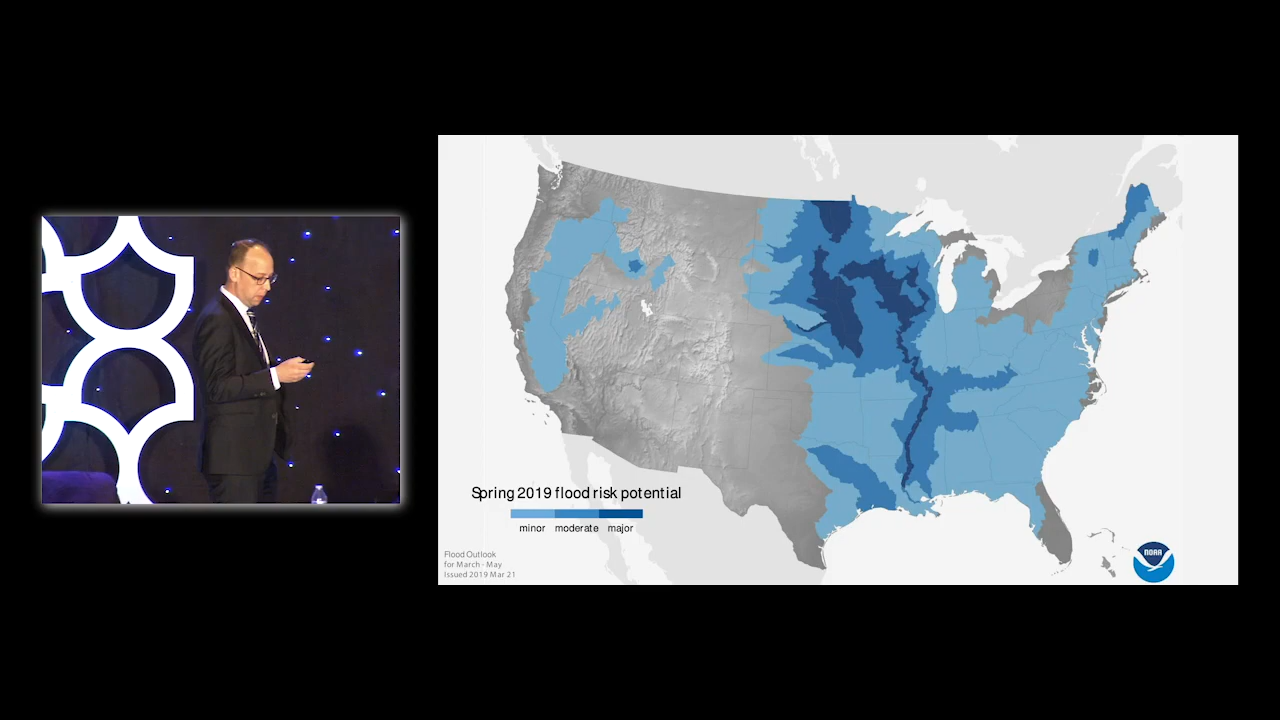 Spring 2019 flood risk potential
minor moderate major
Flood Outlook
for March - May
Issued 2019 Mar 21
NOAA